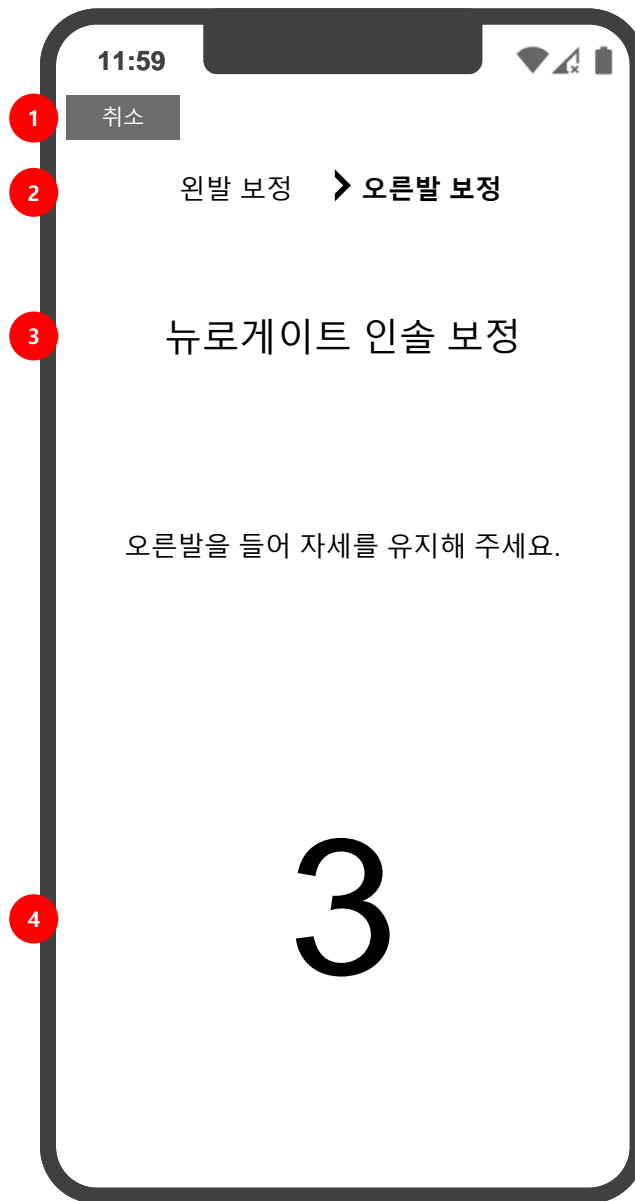 11:59
1
취소
2
왼발 보정 > 오른발 보정
3
뉴로게이트 인솔 보정
오른발을 들어 자세를 유지해 주세요.
4
3